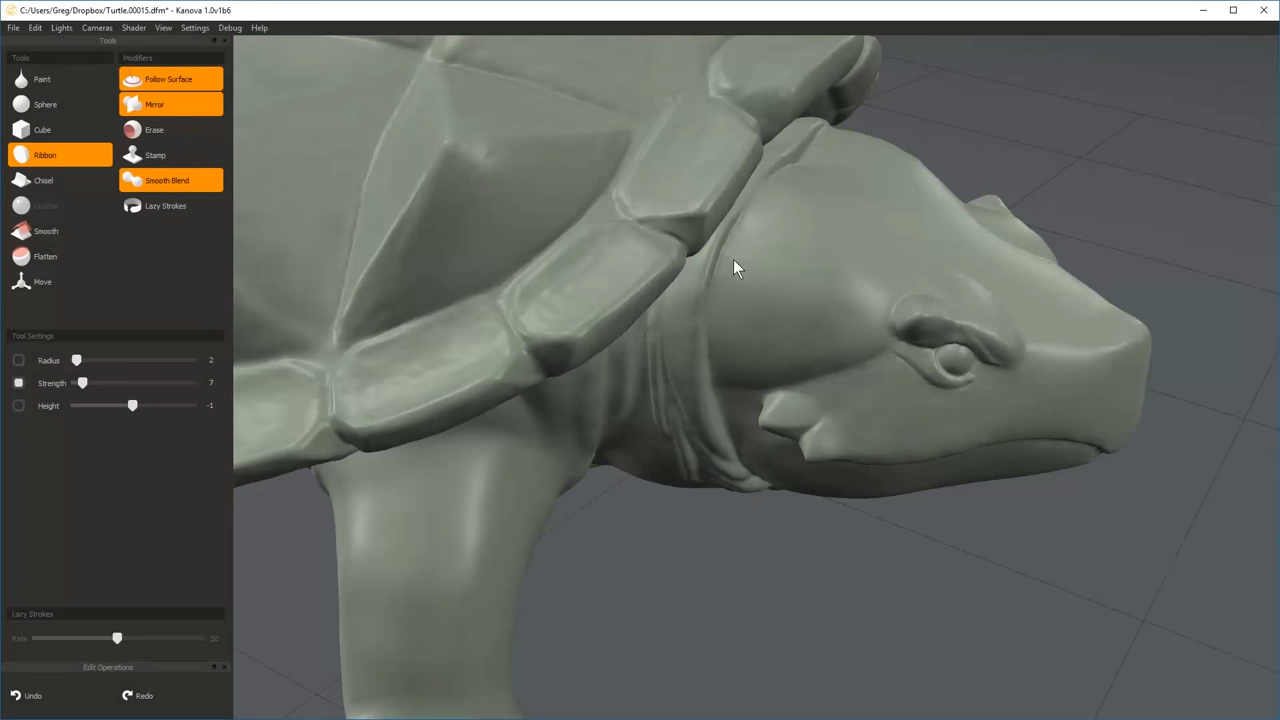 C:/Users/Greg/Dropbox/Turtle.00015.dfm* - Kanova 1.0v1b6
File Edit Lights Cameras Shader View Settings Debug Help
Tools
Tools Modifiers
Paint Follow Surface
Sphere Mirror
Cube Erase
Ribbon Stamp
Chisel Smooth Blend
Lazy Strokes
Smooth
Flatten
Move
Tool Settings
Radius 2
Strength 7
Height -1
Lazy Strokes
Rate 20
Edit Operations
Undo Redo